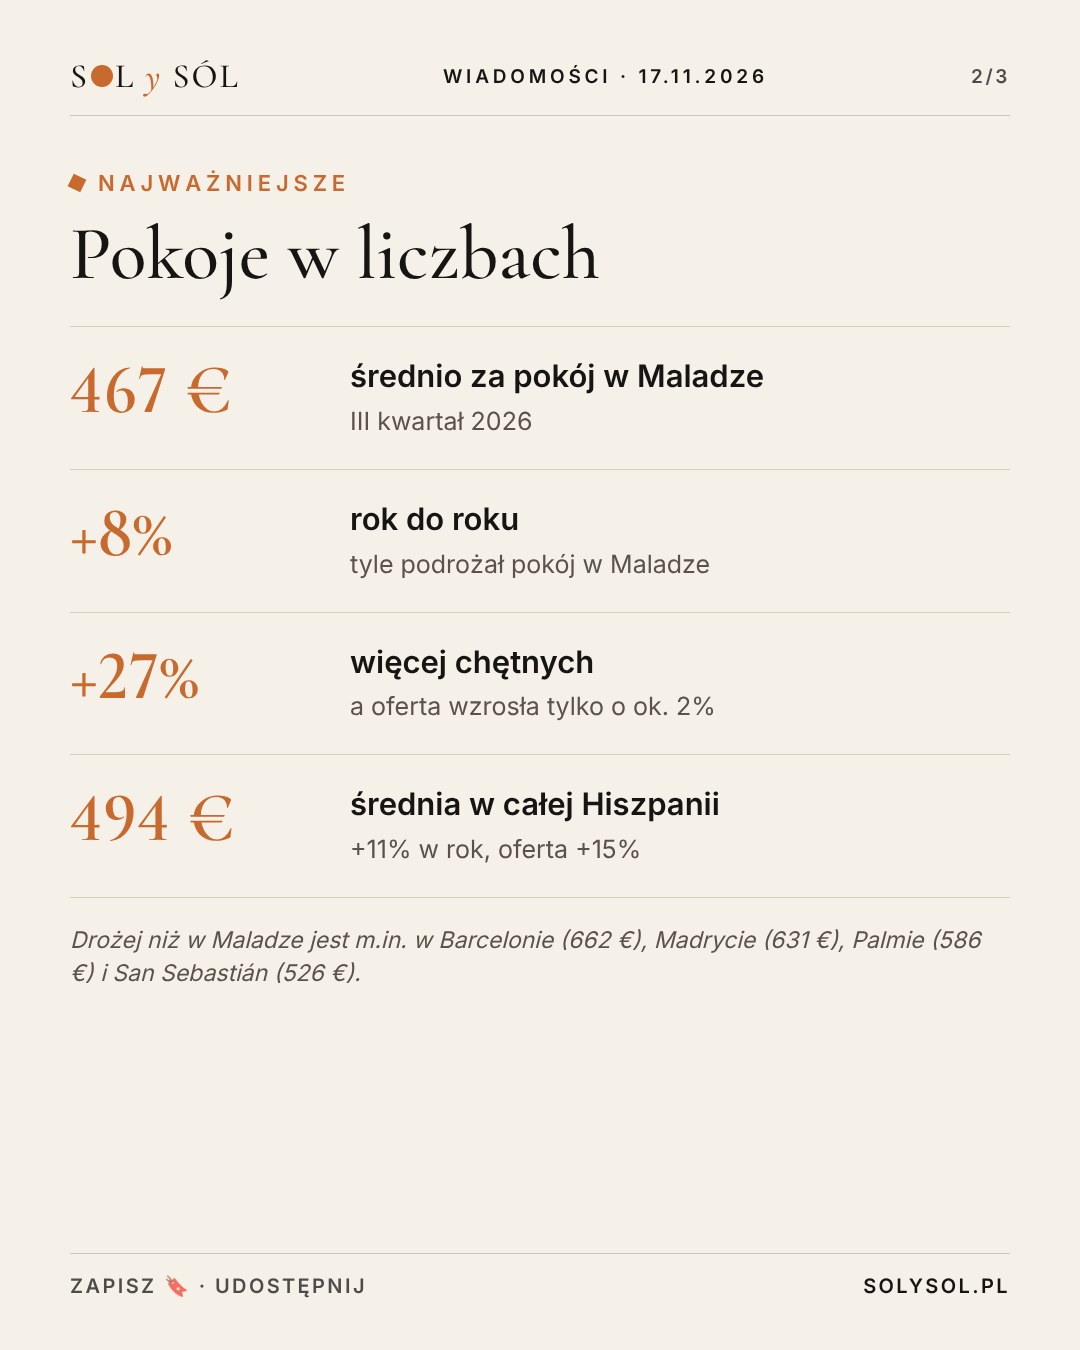 SOL y SÓL
WIADOMOŚCI · 17.11.2026
2/3
NAJWAŻNIEJSZE
Pokoje w liczbach
467 €
średnio za pokój w Maladze
III kwartał 2026
+8%
rok do roku
tyle podrożał pokój w Maladze
+27%
więcej chętnych
a oferta wzrosła tylko o ok. 2%
494 €
średnia w całej Hiszpanii
+11% w rok, oferta +15%
Drożej niż w Maladze jest m.in. w Barcelonie (662 €), Madrycie (631 €), Palmie (586
€) i San Sebastián (526 €).
ZAPISZ 🔖 · UDOSTĘPNIJ
SOLYSOL.PL